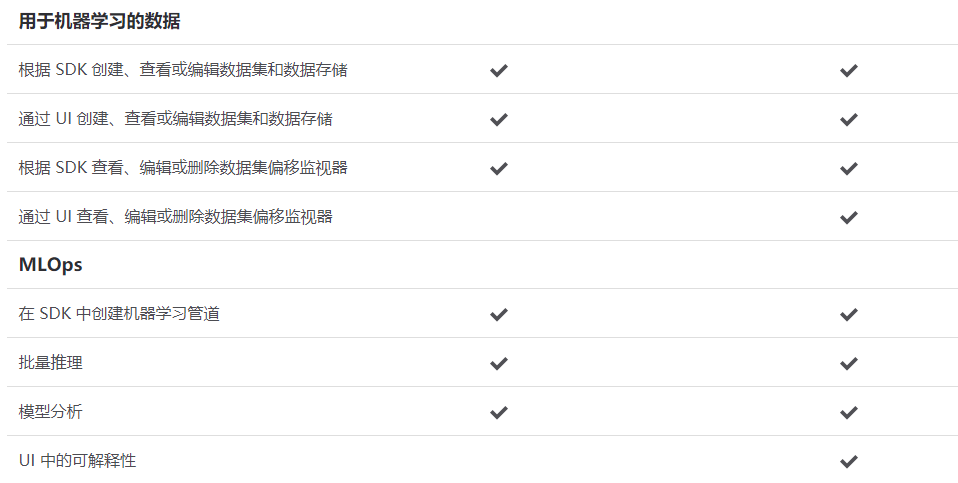 用于机器学习的数据
根据 SDK 创建、查看或编辑数据集和数据存储
通过 UI 创建、查看或编辑数据集和数据存储
根据 SDK 查看、编辑或删除数据集偏移监视器
通过 UI 查看、编辑或删除数据集偏移监视器
MLOps
在 SDK 中创建机器学习管道
批量推理
模型分析
UI 中的可解释性